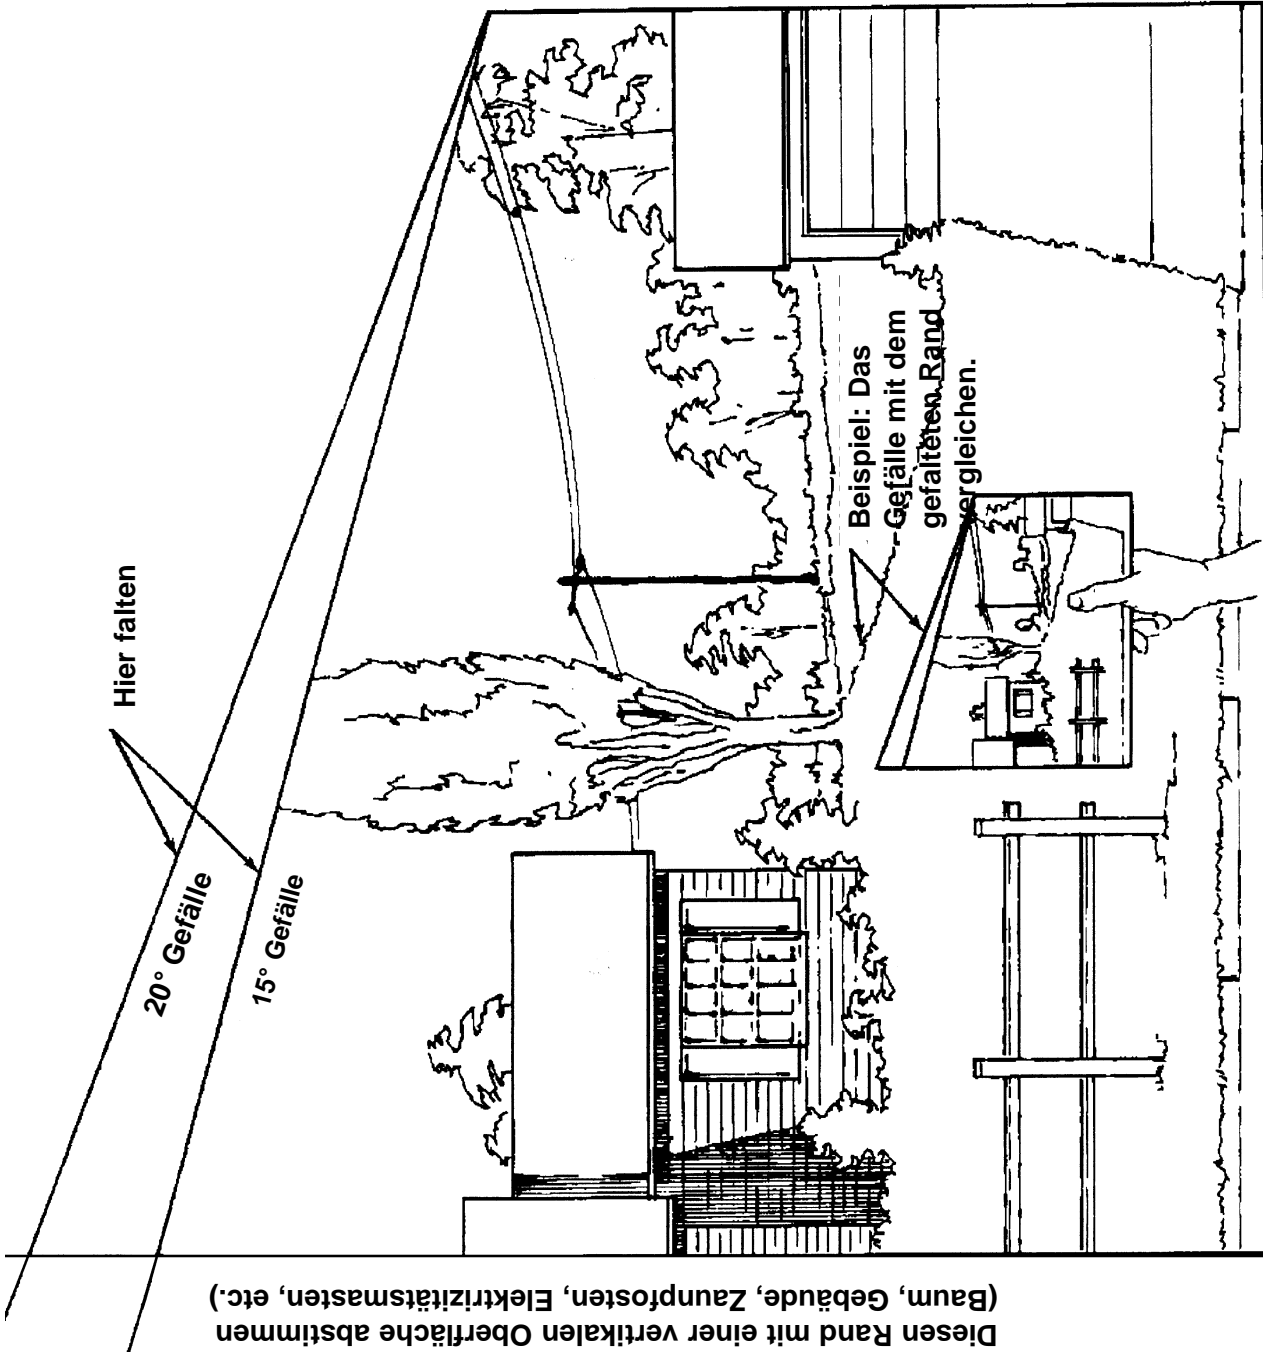 Hier falten
20° Gefälle
15° Gefälle
Beispiel: Das
Gefälle mit dem
gefalteten Rand
vergleichen.
Diesen Rand mit einer vertikalen Oberfläche abstimmen
(Baum, Gebäude, Zaunpfosten, Elektrizitätsmasten, etc.)